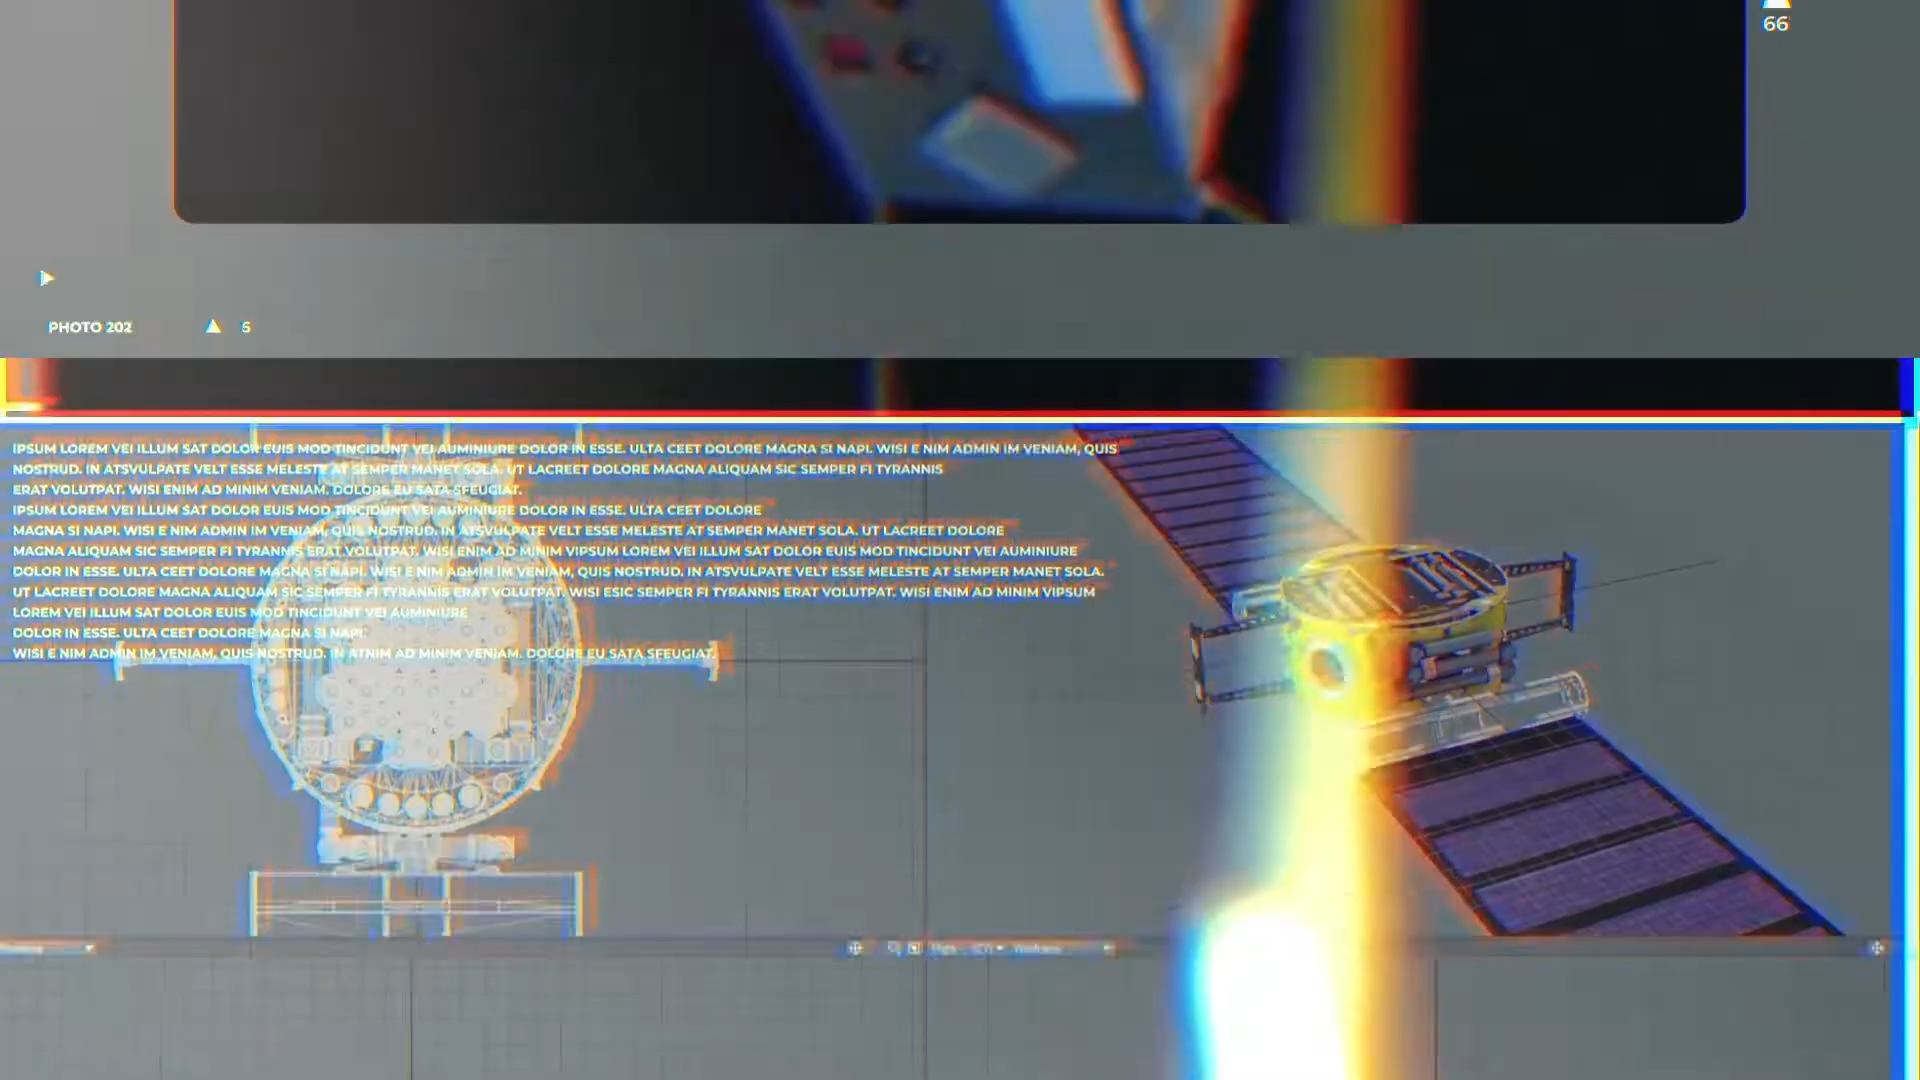 66
PHOTO 202 5
IPSUM LOREM VEI ILLUM SAT DOLOR EUIS MOD TINCIDUNT VEI AUMINIURE DOLOR IN ESSE. ULTA CEET DOLORE MAGNA SI NAPI. WISI E NIM ADMIN IM VENIAM, QUIS
NOSTRUD. IN ATSVULPATE VELT ESSE MELESTE AT SEMPER MANET SOLA. UT LACREET DOLORE MAGNA ALIQUAM SIC SEMPER FI TYRANNIS
ERAT VOLUTPAT. WISI ENIM AD MINIM VENIAM. DOLORE EU SATA SFEUGIAT.
IPSUM LOREM VEI ILLUM SAT DOLOR EUIS MOD TINCIDUNT VEI AUMINIURE DOLOR IN ESSE. ULTA CEET DOLORE
MAGNA SI NAPI. WISI E NIM ADMIN IM VENIAM, QUIS NOSTRUD. IN ATSVULPATE VELT ESSE MELESTE AT SEMPER MANET SOLA. UT LACREET DOLORE
MAGNA ALIQUAM SIC SEMPER FI TYRANNIS ERAT VOLUTPAT. WISI ENIM AD MINIM VIPSUM LOREM VEI ILLUM SAT DOLOR EUIS MOD TINCIDUNT VEI AUMINIURE
DOLOR IN ESSE. ULTA CEET DOLORE MAGNA SI NAPI. WISI E NIM ADMIN IM VENIAM, QUIS NOSTRUD. IN ATSVULPATE VELT ESSE MELESTE AT SEMPER MANET SOLA.
UT LACREET DOLORE MAGNA ALIQUAM SIC SEMPER FI TYRANNIS ERAT VOLUTPAT. WISI ESIC SEMPER FI TYRANNIS ERAT VOLUTPAT. WISI ENIM AD MINIM VIPSUM
LOREM VEI ILLUM SAT DOLOR EUIS MOD TINCIDUNT VEI AUMINIURE
DOLOR IN ESSE. ULTA CEET DOLORE MAGNA SI NAPI.
WISI E NIM ADMIN IM VENIAM, QUIS NOSTRUD. IN ATNIM AD MINIM VENIAM. DOLORE EU SATA SFEUGIAT.